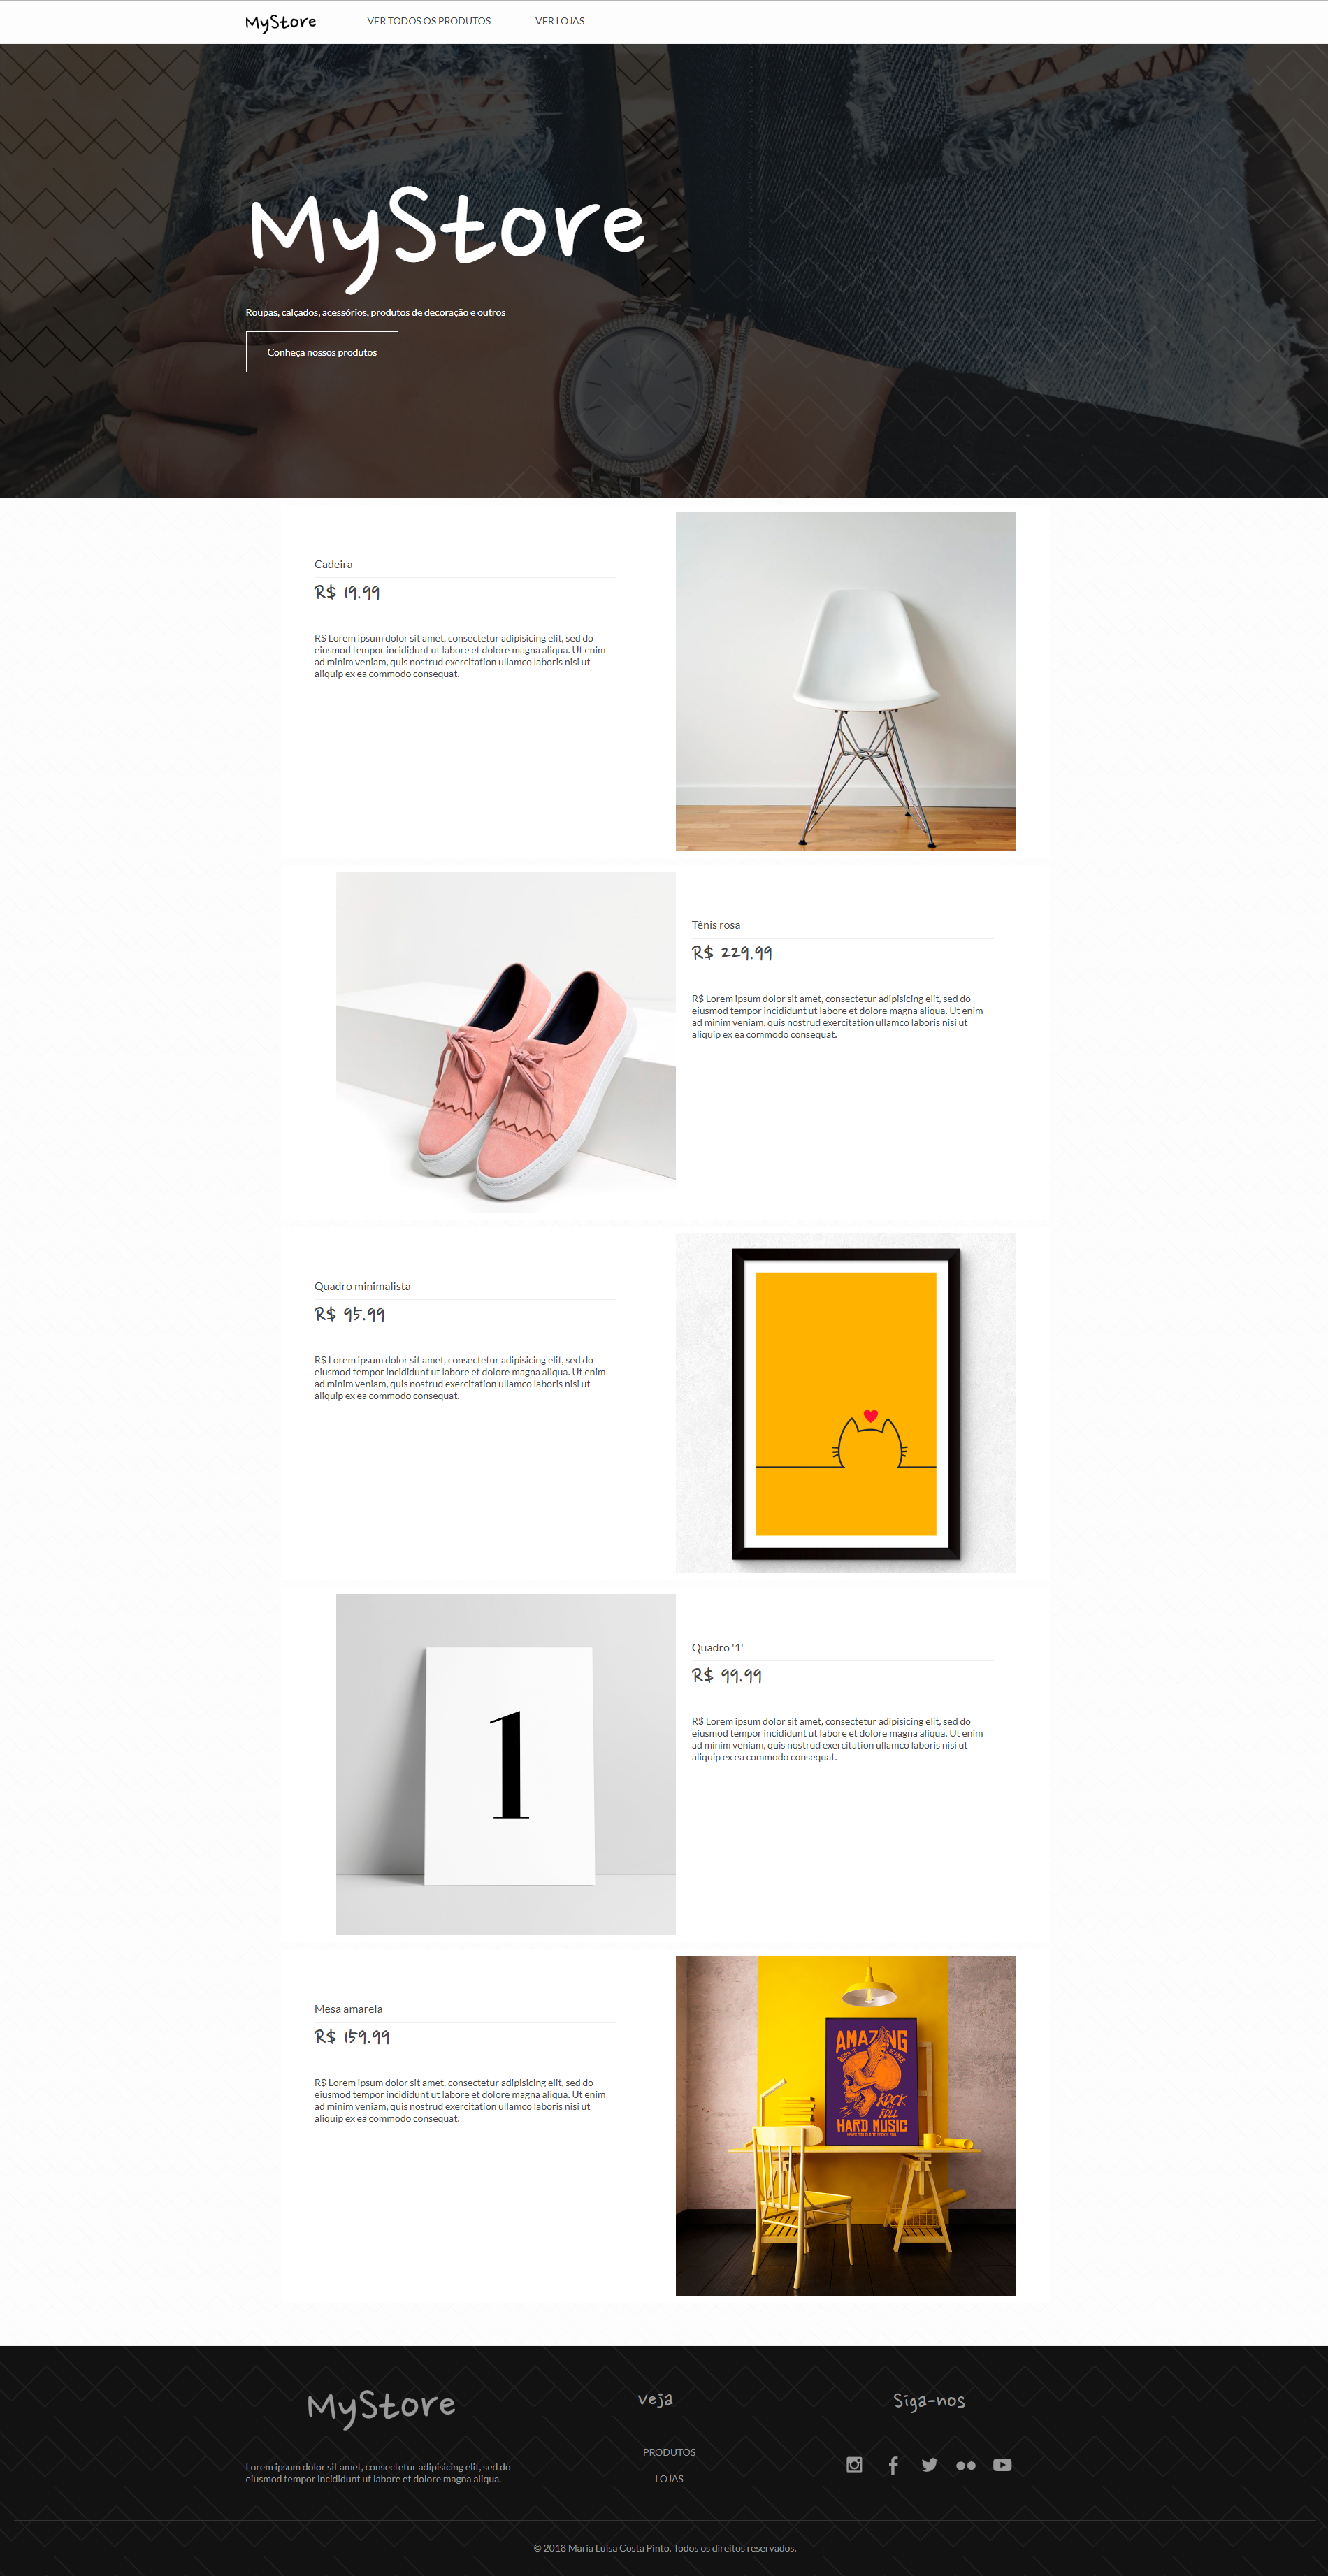 MyStore
VER TODOS OS PRODUTOS
VER LOJAS
MyStore
Roupas, calçados, acessórios, produtos de decoração e outros
Conheça nossos produtos
Cadeira
R$ 19.99
R$ Lorem ipsum dolor sit amet, consectetur adipisicing elit, sed do
eiusmod tempor incididunt ut labore et dolore magna aliqua. Ut enim
ad minim veniam, quis nostrud exercitation ullamco laboris nisi ut
aliquip ex ea commodo consequat.
Tênis rosa
R$ 229.99
R$ Lorem ipsum dolor sit amet, consectetur adipisicing elit, sed do
eiusmod tempor incididunt ut labore et dolore magna aliqua. Ut enim
ad minim veniam, quis nostrud exercitation ullamco laboris nisi ut
aliquip ex ea commodo consequat.
Quadro minimalista
R$ 95.99
R$ Lorem ipsum dolor sit amet, consectetur adipisicing elit, sed do
eiusmod tempor incididunt ut labore et dolore magna aliqua. Ut enim
ad minim veniam, quis nostrud exercitation ullamco laboris nisi ut
aliquip ex ea commodo consequat.
1
Quadro '1'
R$ 99.99
R$ Lorem ipsum dolor sit amet, consectetur adipisicing elit, sed do
eiusmod tempor incididunt ut labore et dolore magna aliqua. Ut enim
ad minim veniam, quis nostrud exercitation ullamco laboris nisi ut
aliquip ex ea commodo consequat.
Mesa amarela
R$ 159.99
R$ Lorem ipsum dolor sit amet, consectetur adipisicing elit, sed do
eiusmod tempor incididunt ut labore et dolore magna aliqua. Ut enim
ad minim veniam, quis nostrud exercitation ullamco laboris nisi ut
aliquip ex ea commodo consequat.
AMAZING
ROCK
ROLL
HARD MUSIC
MyStore
Lorem ipsum dolor sit amet, consectetur adipisicing elit, sed do
eiusmod tempor incididunt ut labore et dolore magna aliqua.
Veja
PRODUTOS
LOJAS
Siga-nos
© 2018 Maria Luísa Costa Pinto. Todos os direitos reservados.